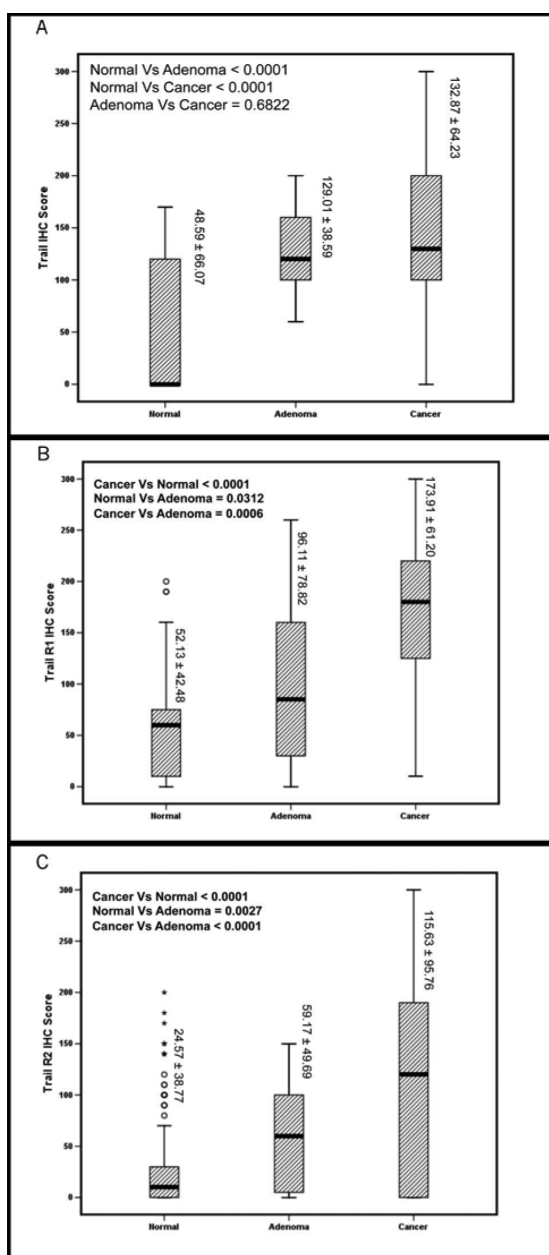 A
Normal Vs Adenoma < 0.0001
Normal Vs Cancer < 0.0001
Adenoma Vs Cancer = 0.6822
Trail IHC Score
300
250
200
150
100
50
0
48.59 ± 66.07
129.01 ± 38.59
132.87 ± 64.23
Normal
Adenoma
Cancer
B
Cancer Vs Normal < 0.0001
Normal Vs Adenoma = 0.0312
Cancer Vs Adenoma = 0.0006
Trail R1 IHC Score
300
250
200
150
100
50
0
52.13 ± 42.48
96.11 ± 78.82
173.91 ± 61.20
Normal
Adenoma
Cancer
C
Cancer Vs Normal < 0.0001
Normal Vs Adenoma = 0.0027
Cancer Vs Adenoma < 0.0001
Trail R2 IHC Score
300
250
200
150
100
50
0
24.57 ± 38.77
59.17 ± 49.69
115.63 ± 95.76
Normal
Adenoma
Cancer